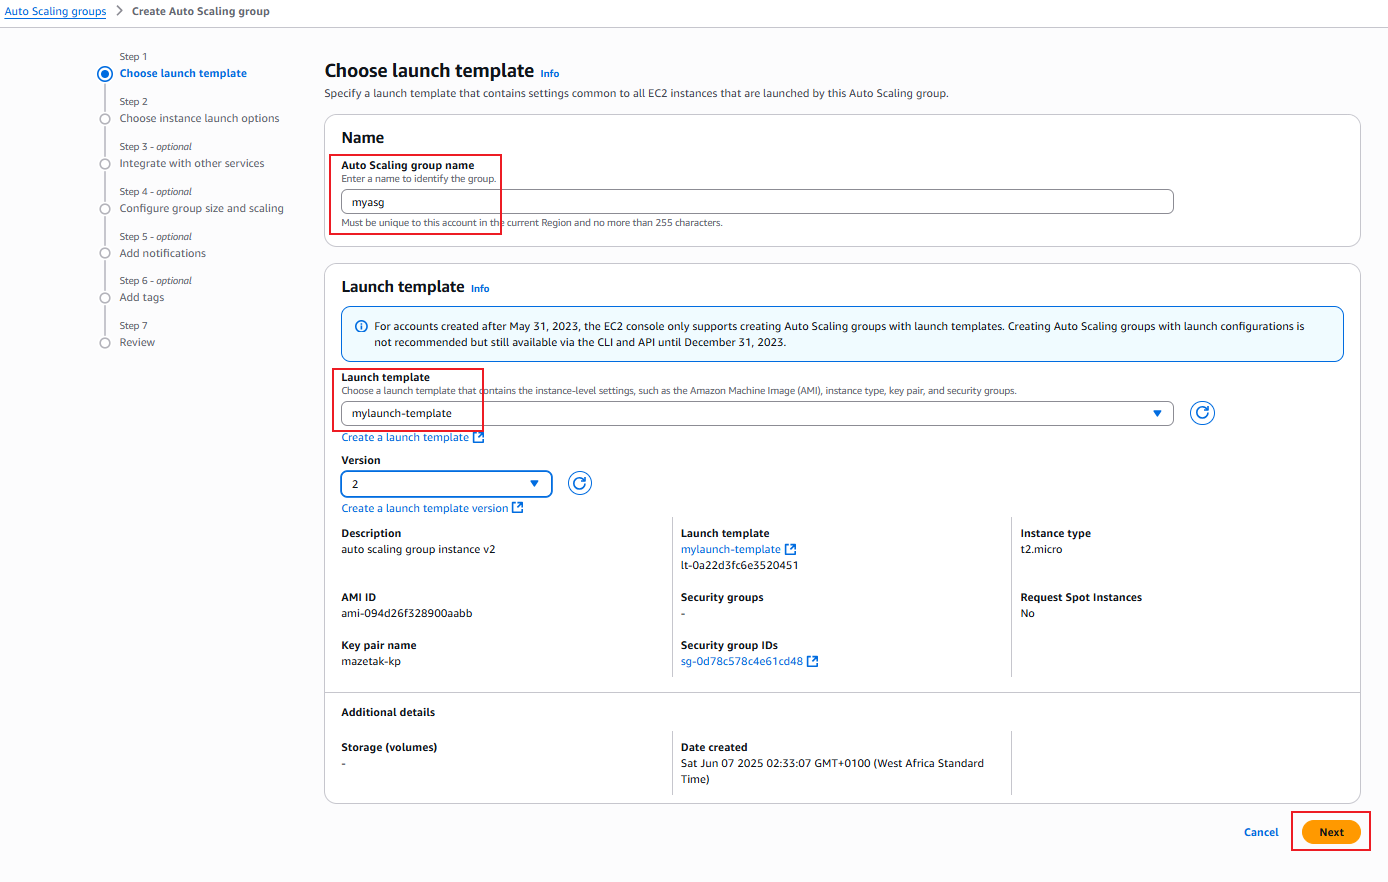 Auto Scaling groups > Create Auto Scaling group
Step 1
Choose launch template
Step 2
Choose instance launch options
Step 3 - optional
Integrate with other services
Step 4 - optional
Configure group size and scaling
Step 5 - optional
Add notifications
Step 6 - optional
Add tags
Step 7
Review
Choose launch template Info
Specify a launch template that contains settings common to all EC2 instances that are launched by this Auto Scaling group.
Name
Auto Scaling group name
Enter a name to identify the group.
myasg
Must be unique to this account in the current Region and no more than 255 characters.
Launch template Info
For accounts created after May 31, 2023, the EC2 console only supports creating Auto Scaling groups with launch templates. Creating Auto Scaling groups with launch configurations is
not recommended but still available via the CLI and API until December 31, 2023.
Launch template
Choose a launch template that contains the instance-level settings, such as the Amazon Machine Image (AMI), instance type, key pair, and security groups.
mylaunch-template
Create a launch template
Version
2
Create a launch template version
Description
auto scaling group instance v2
Launch template
mylaunch-template
lt-0a22d3fc6e3520451
Instance type
t2.micro
AMI ID
ami-094d26f328900aabb
Security groups
-
Request Spot Instances
No
Key pair name
mazetak-kp
Security group IDs
sg-0d78c578c4e61cd48
Additional details
Storage (volumes)
-
Date created
Sat Jun 07 2025 02:33:07 GMT+0100 (West Africa Standard
Time)
Cancel
Next